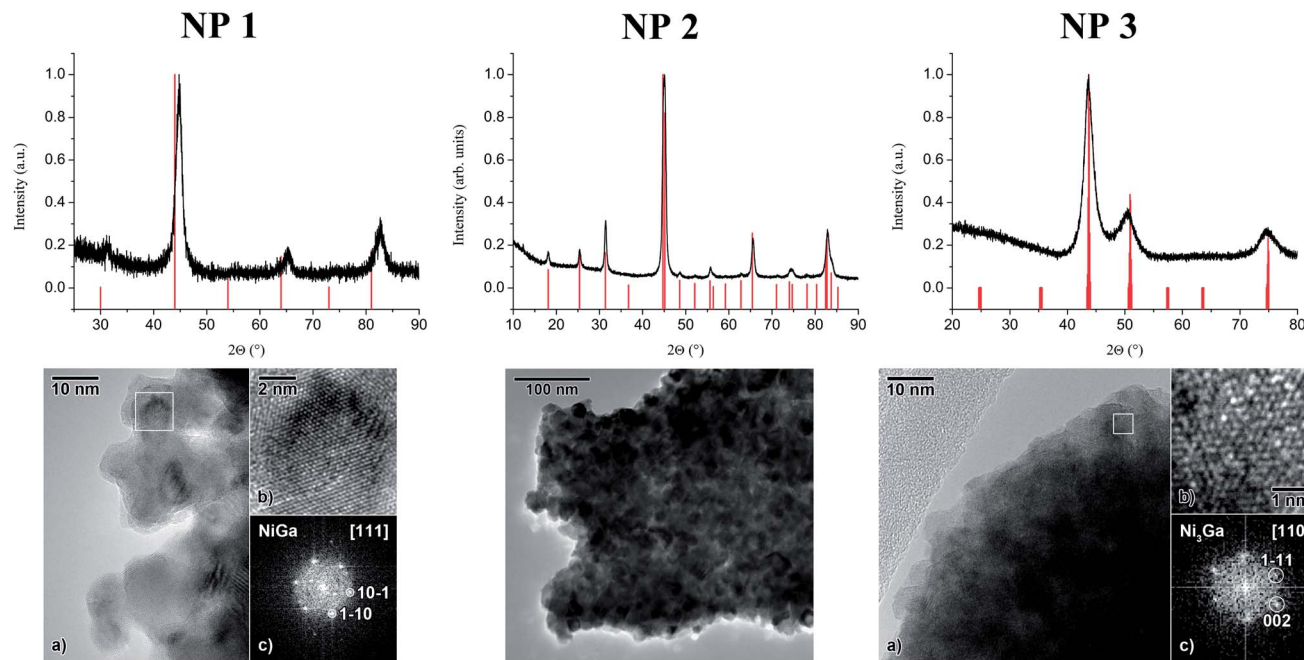 NP 1
NP 2
NP 3
Intensity (a.u.)
1.0
0.8
0.6
0.4
0.2
0.0
30 40 50 60 70 80 90
2Θ (°)
Intensity (arb. units)
1.0
0.8
0.6
0.4
0.2
0.0
10 20 30 40 50 60 70 80 90
2Θ (°)
Intensity (a.u.)
1.0
0.8
0.6
0.4
0.2
0.0
20 30 40 50 60 70 80
2Θ (°)
10 nm
a)
2 nm
b)
NiGa [111]
10-1
1-10
c)
100 nm
10 nm
a)
b)
1 nm
Ni₃Ga [110]
1-11
002
c)